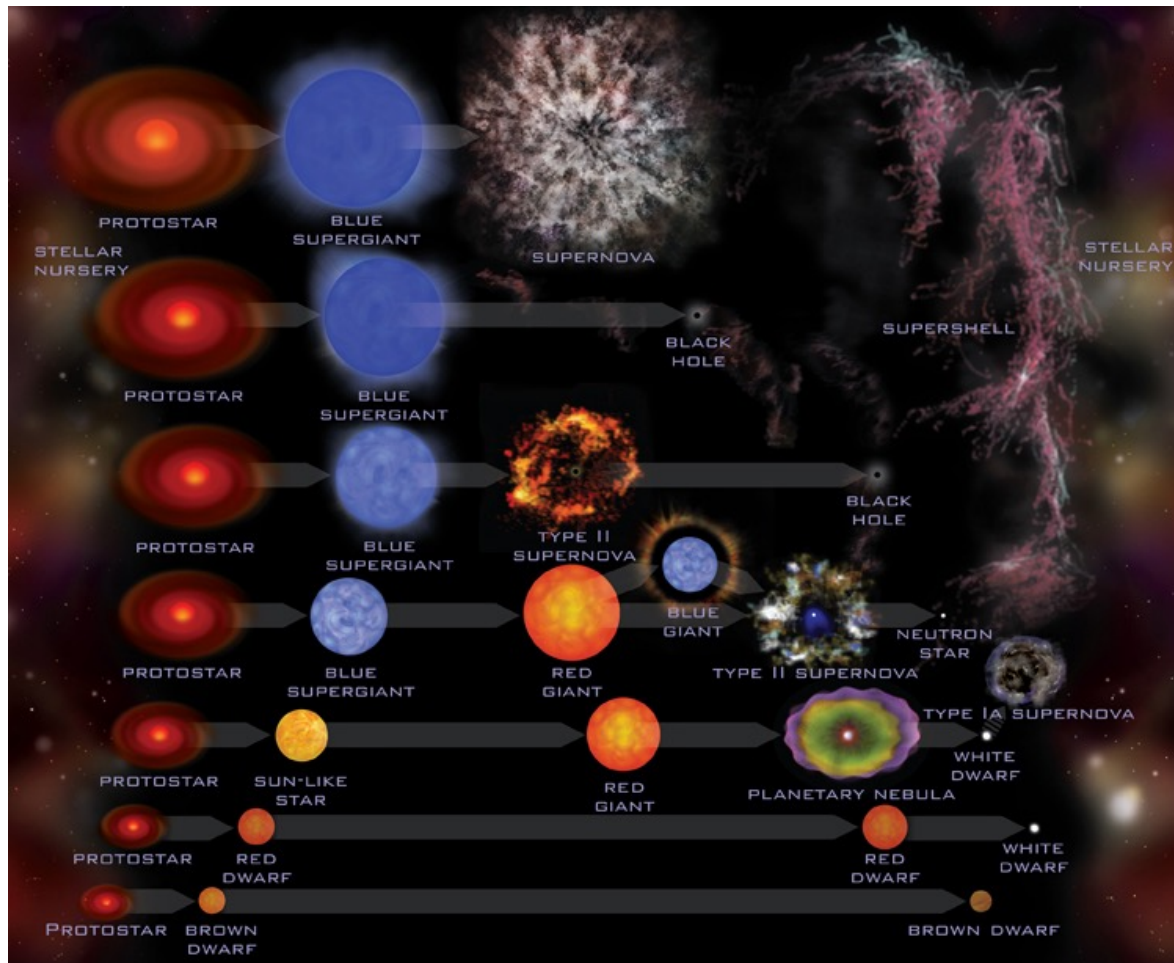 PROTOSTAR
BLUE
SUPERGIANT
SUPERNOVA
STELLAR
NURSERY
STELLAR
NURSERY
SUPERSHELL
PROTOSTAR
BLUE
SUPERGIANT
BLACK
HOLE
PROTOSTAR
BLUE
SUPERGIANT
TYPE II
SUPERNOVA
BLACK
HOLE
PROTOSTAR
BLUE
SUPERGIANT
RED
GIANT
BLUE
GIANT
TYPE II SUPERNOVA
NEUTRON
STAR
TYPE IA SUPERNOVA
PROTOSTAR
SUN-LIKE
STAR
RED
GIANT
PLANETARY NEBULA
WHITE
DWARF
PROTOSTAR
RED
DWARF
RED
DWARF
WHITE
DWARF
PROTOSTAR
BROWN
DWARF
BROWN DWARF